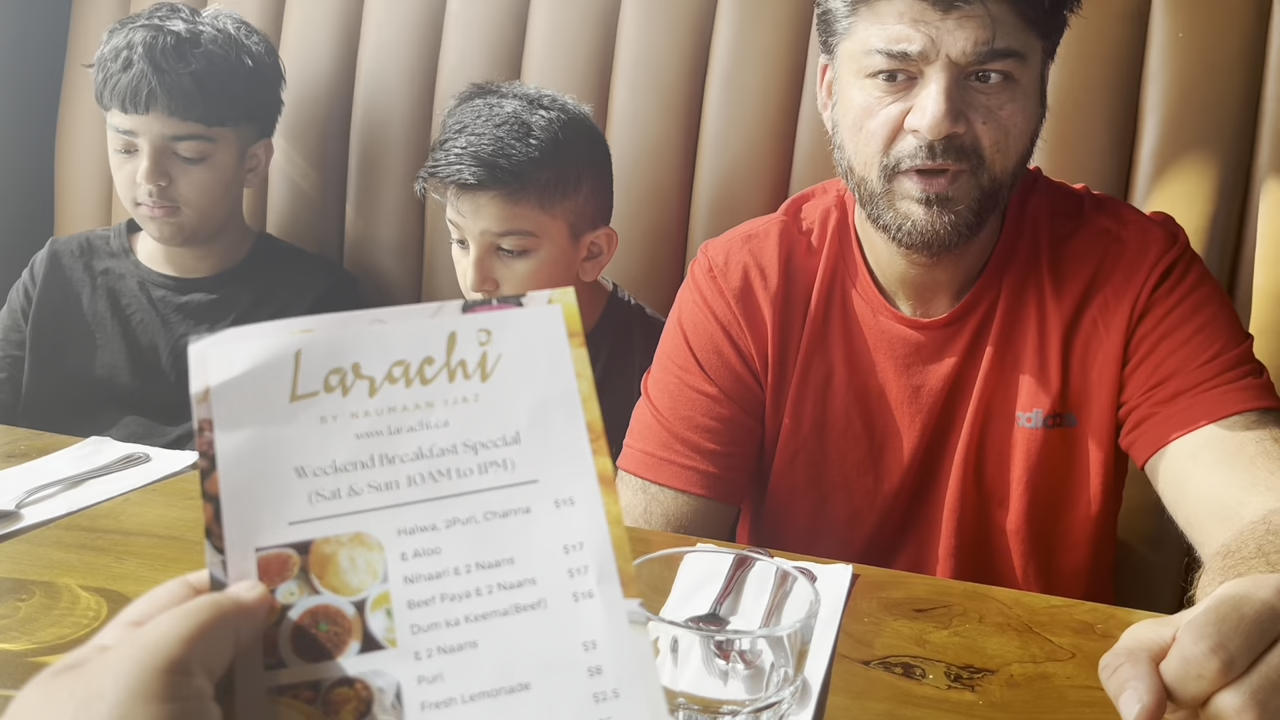 Larachi
BY NAUMAAN IJAZ
www.larachi.ca
Weekend Breakfast Special
(Sat & Sun 10AM to 1PM)
Halwa, 2Puri, Channa $15
& Aloo
Nihaari & 2 Naans $17
Beef Paya & 2 Naans $17
Dum ka Keema(Beef) $16
& 2 Naans
Puri $3
Fresh Lemonade $8
$2.5
adidas